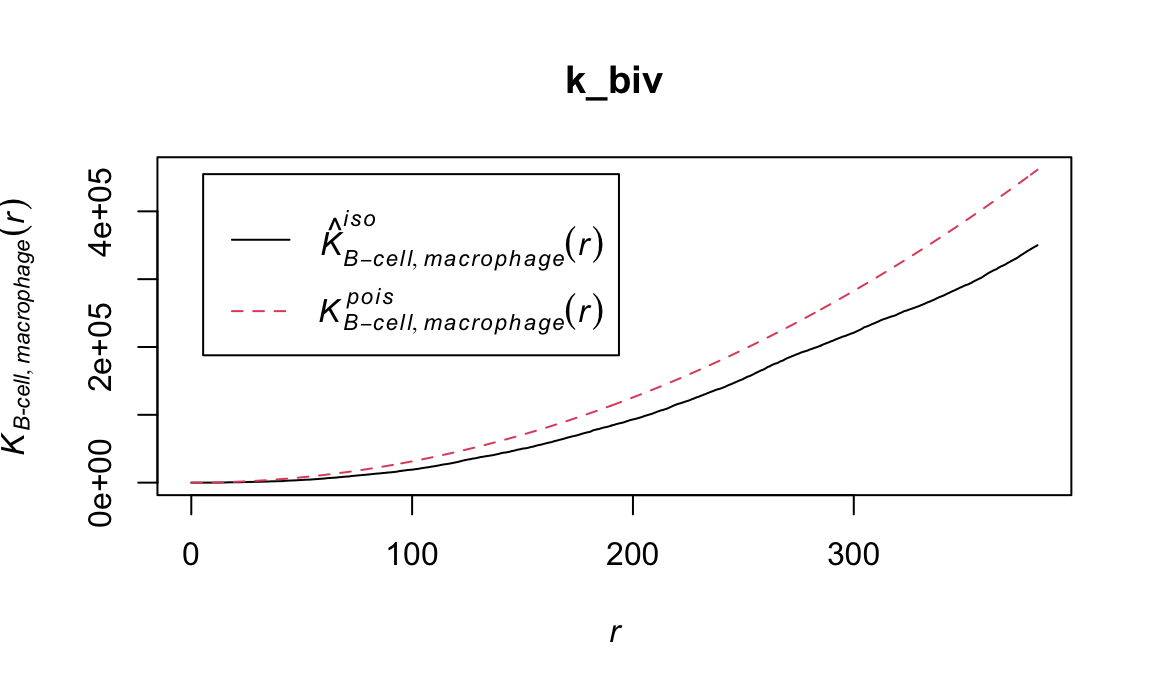 k_biv
K̂^iso_B−cell, macrophage(r)
K^pois_B−cell, macrophage(r)
K_B-cell, macrophage(r)
4e+05
2e+05
0e+00
0 100 200 300
r